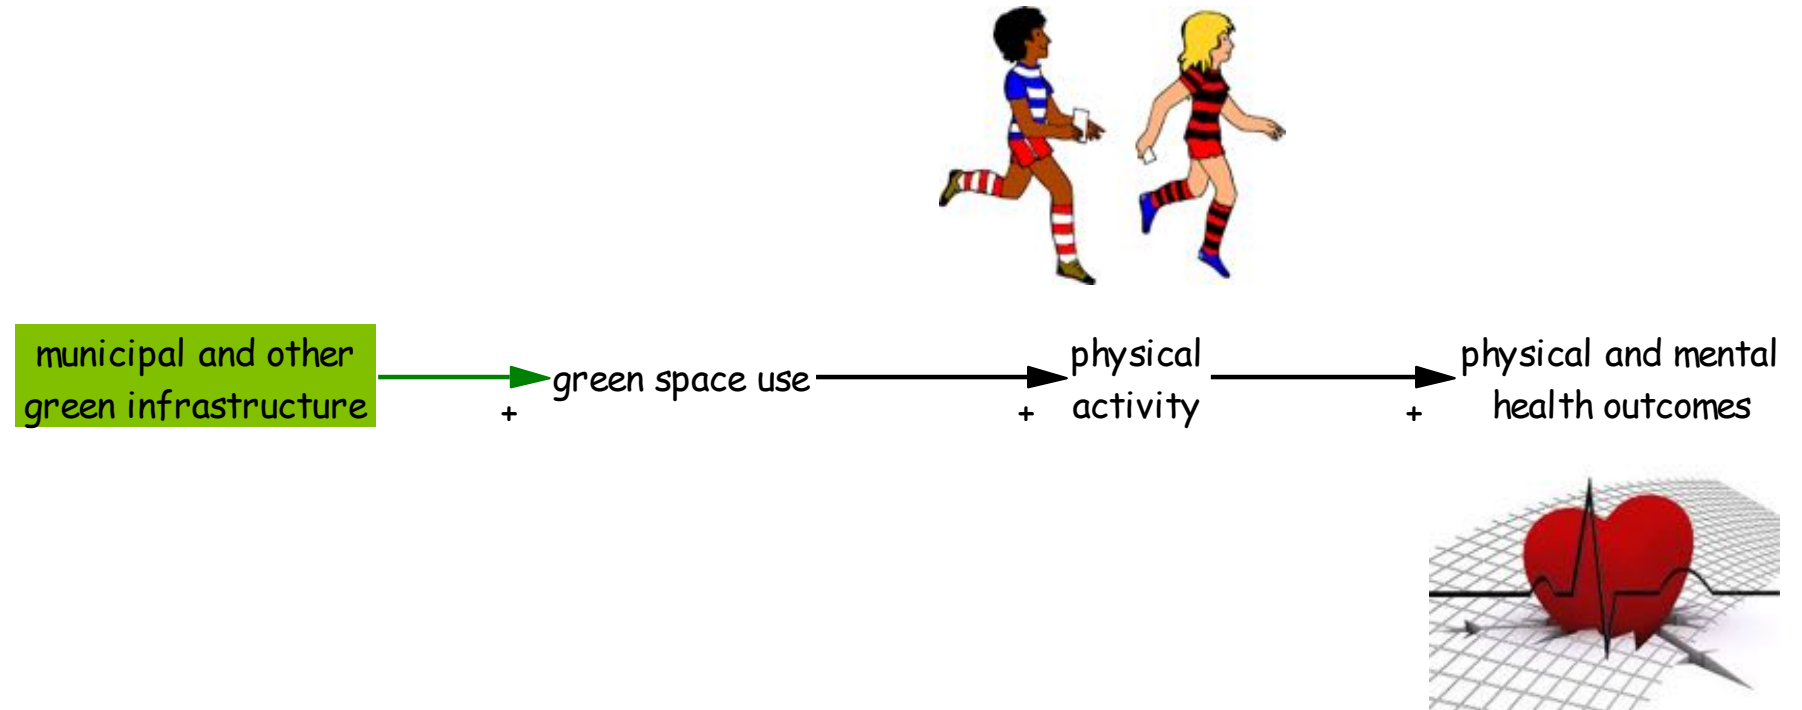 municipal and other
green infrastructure
+
green space use
+
physical
activity
+
physical and mental
health outcomes